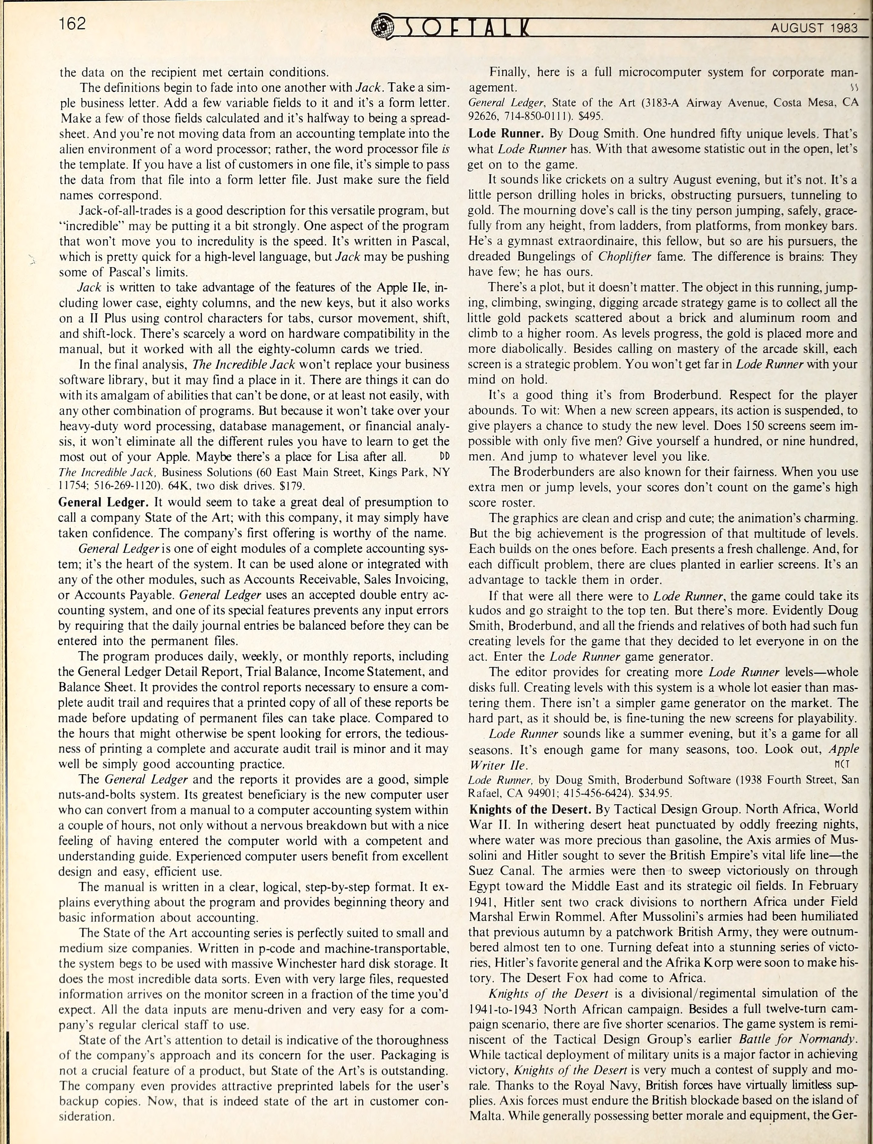 162
SOFTALK
AUGUST 1983
the data on the recipient met certain conditions.
The definitions begin to fade into one another with Jack. Take a sim-
ple business letter. Add a few variable fields to it and it's a form letter.
Make a few of those fields calculated and it's halfway to being a spread-
sheet. And you're not moving data from an accounting template into the
alien environment of a word processor; rather, the word processor file is
the template. If you have a list of customers in one file, it's simple to pass
the data from that file into a form letter file. Just make sure the field
names correspond.
Jack-of-all-trades is a good description for this versatile program, but
"incredible" may be putting it a bit strongly. One aspect of the program
that won't move you to incredulity is the speed. It's written in Pascal,
which is pretty quick for a high-level language, but Jack may be pushing
some of Pascal's limits.
Jack is written to take advantage of the features of the Apple IIe, in-
cluding lower case, eighty columns, and the new keys, but it also works
on a II Plus using control characters for tabs, cursor movement, shift,
and shift-lock. There's scarcely a word on hardware compatibility in the
manual, but it worked with all the eighty-column cards we tried.
In the final analysis, The Incredible Jack won't replace your business
software library, but it may find a place in it. There are things it can do
with its amalgam of abilities that can't be done, or at least not easily, with
any other combination of programs. But because it won't take over your
heavy-duty word processing, database management, or financial analy-
sis, it won't eliminate all the different rules you have to learn to get the
most out of your Apple. Maybe there's a place for Lisa after all. DD
The Incredible Jack, Business Solutions (60 East Main Street, Kings Park, NY
11754; 516-269-1120). 64K, two disk drives. $179.
General Ledger. It would seem to take a great deal of presumption to
call a company State of the Art; with this company, it may simply have
taken confidence. The company's first offering is worthy of the name.
General Ledger is one of eight modules of a complete accounting sys-
tem; it's the heart of the system. It can be used alone or integrated with
any of the other modules, such as Accounts Receivable, Sales Invoicing,
or Accounts Payable. General Ledger uses an accepted double entry ac-
counting system, and one of its special features prevents any input errors
by requiring that the daily journal entries be balanced before they can be
entered into the permanent files.
The program produces daily, weekly, or monthly reports, including
the General Ledger Detail Report, Trial Balance, Income Statement, and
Balance Sheet. It provides the control reports necessary to ensure a com-
plete audit trail and requires that a printed copy of all of these reports be
made before updating of permanent files can take place. Compared to
the hours that might otherwise be spent looking for errors, the tedious-
ness of printing a complete and accurate audit trail is minor and it may
well be simply good accounting practice.
The General Ledger and the reports it provides are a good, simple
nuts-and-bolts system. Its greatest beneficiary is the new computer user
who can convert from a manual to a computer accounting system within
a couple of hours, not only without a nervous breakdown but with a nice
feeling of having entered the computer world with a competent and
understanding guide. Experienced computer users benefit from excellent
design and easy, efficient use.
The manual is written in a clear, logical, step-by-step format. It ex-
plains everything about the program and provides beginning theory and
basic information about accounting.
The State of the Art accounting series is perfectly suited to small and
medium size companies. Written in p-code and machine-transportable,
the system begs to be used with massive Winchester hard disk storage. It
does the most incredible data sorts. Even with very large files, requested
information arrives on the monitor screen in a fraction of the time you'd
expect. All the data inputs are menu-driven and very easy for a com-
pany's regular clerical staff to use.
State of the Art's attention to detail is indicative of the thoroughness
of the company's approach and its concern for the user. Packaging is
not a crucial feature of a product, but State of the Art's is outstanding.
The company even provides attractive preprinted labels for the user's
backup copies. Now, that is indeed state of the art in customer con-
sideration.
Finally, here is a full microcomputer system for corporate man-
agement.
General Ledger, State of the Art (3183-A Airway Avenue, Costa Mesa, CA
92626, 714-850-0111). $495.
Lode Runner. By Doug Smith. One hundred fifty unique levels. That's
what Lode Runner has. With that awesome statistic out in the open, let's
get on to the game.
It sounds like crickets on a sultry August evening, but it's not. It's a
little person drilling holes in bricks, obstructing pursuers, tunneling to
gold. The mourning dove's call is the tiny person jumping, safely, grace-
fully from any height, from ladders, from platforms, from monkey bars.
He's a gymnast extraordinaire, this fellow, but so are his pursuers, the
dreaded Bungelings of Choplifter fame. The difference is brains: They
have few; he has ours.
There's a plot, but it doesn't matter. The object in this running, jump-
ing, climbing, swinging, digging arcade strategy game is to collect all the
little gold packets scattered about a brick and aluminum room and
climb to a higher room. As levels progress, the gold is placed more and
more diabolically. Besides calling on mastery of the arcade skill, each
screen is a strategic problem. You won't get far in Lode Runner with your
mind on hold.
It's a good thing it's from Broderbund. Respect for the player
abounds. To wit: When a new screen appears, its action is suspended, to
give players a chance to study the new level. Does 150 screens seem im-
possible with only five men? Give yourself a hundred, or nine hundred,
men. And jump to whatever level you like.
The Broderbunders are also known for their fairness. When you use
extra men or jump levels, your scores don't count on the game's high
score roster.
The graphics are clean and crisp and cute; the animation's charming.
But the big achievement is the progression of that multitude of levels.
Each builds on the ones before. Each presents a fresh challenge. And, for
each difficult problem, there are clues planted in earlier screens. It's an
advantage to tackle them in order.
If that were all there were to Lode Runner, the game could take its
kudos and go straight to the top ten. But there's more. Evidently Doug
Smith, Broderbund, and all the friends and relatives of both had such fun
creating levels for the game that they decided to let everyone in on the
act. Enter the Lode Runner game generator.
The editor provides for creating more Lode Runner levels—whole
disks full. Creating levels with this system is a whole lot easier than mas-
tering them. There isn't a simpler game generator on the market. The
hard part, as it should be, is fine-tuning the new screens for playability.
Lode Runner sounds like a summer evening, but it's a game for all
seasons. It's enough game for many seasons, too. Look out, Apple
Writer IIe. MCT
Lode Runner, by Doug Smith, Broderbund Software (1938 Fourth Street, San
Rafael, CA 94901; 415-456-6424). $34.95.
Knights of the Desert. By Tactical Design Group. North Africa, World
War II. In withering desert heat punctuated by oddly freezing nights,
where water was more precious than gasoline, the Axis armies of Mus-
solini and Hitler sought to sever the British Empire's vital life line—the
Suez Canal. The armies were then to sweep victoriously on through
Egypt toward the Middle East and its strategic oil fields. In February
1941, Hitler sent two crack divisions to northern Africa under Field
Marshal Erwin Rommel. After Mussolini's armies had been humiliated
that previous autumn by a patchwork British Army, they were outnum-
bered almost ten to one. Turning defeat into a stunning series of victo-
ries, Hitler's favorite general and the Afrika Korp were soon to make his-
tory. The Desert Fox had come to Africa.
Knights of the Desert is a divisional/regimental simulation of the
1941-to-1943 North African campaign. Besides a full twelve-turn cam-
paign scenario, there are five shorter scenarios. The game system is remi-
niscent of the Tactical Design Group's earlier Battle for Normandy.
While tactical deployment of military units is a major factor in achieving
victory, Knights of the Desert is very much a contest of supply and mo-
rale. Thanks to the Royal Navy, British forces have virtually limitless sup-
plies. Axis forces must endure the British blockade based on the island of
Malta. While generally possessing better morale and equipment, the Ger-